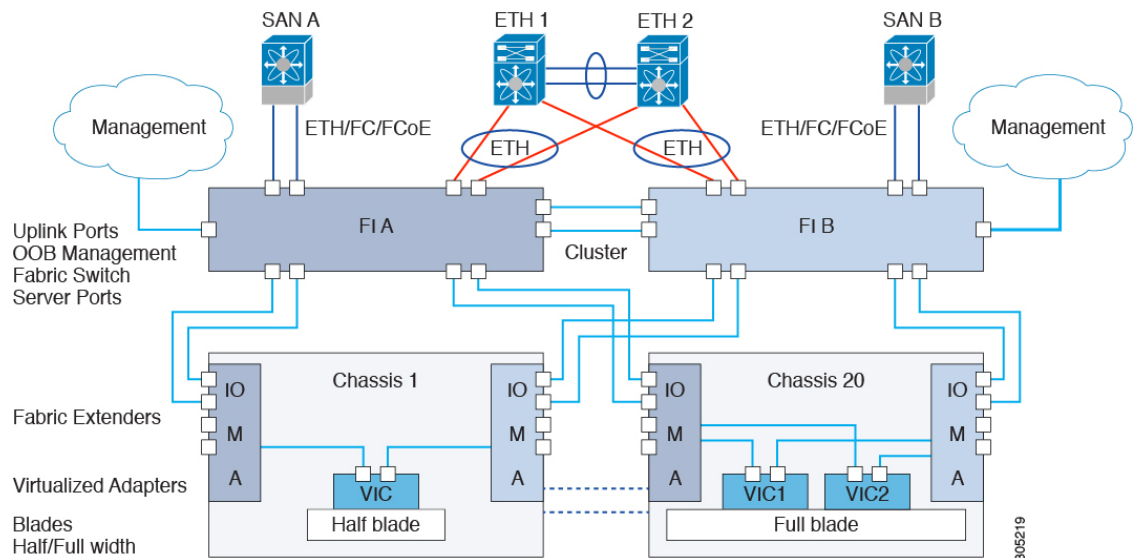 SAN A
ETH 1
ETH 2
SAN B
Management
ETH/FC/FCoE
ETH
ETH
ETH/FC/FCoE
Management
Uplink Ports
OOB Management
Fabric Switch
Server Ports
FI A
Cluster
FI B
Fabric Extenders
Virtualized Adapters
Blades
Half/Full width
IO
M
A
Chassis 1
VIC
Half blade
IO
M
A
IO
M
A
Chassis 20
VIC1
VIC2
Full blade
IO
M
A
305219